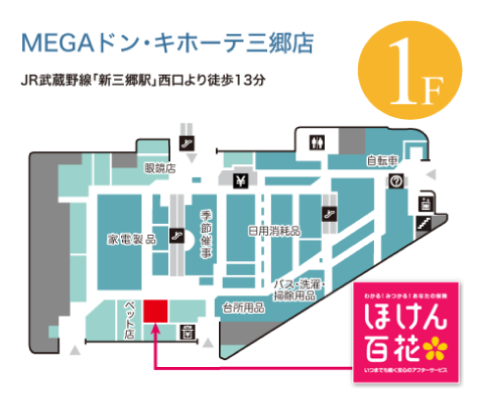 MEGAドン・キホーテ三郷店
JR武蔵野線「新三郷駅」西口より徒歩13分
1F
眼鏡店
自転車
¥
?
家電製品
季節催事
日用消耗品
バス・洗濯・
掃除用品
台所用品
ペット店
わかる!みつかる!あなたの保険
ほけん
百花
いつまでも続く安心のアフターサービス